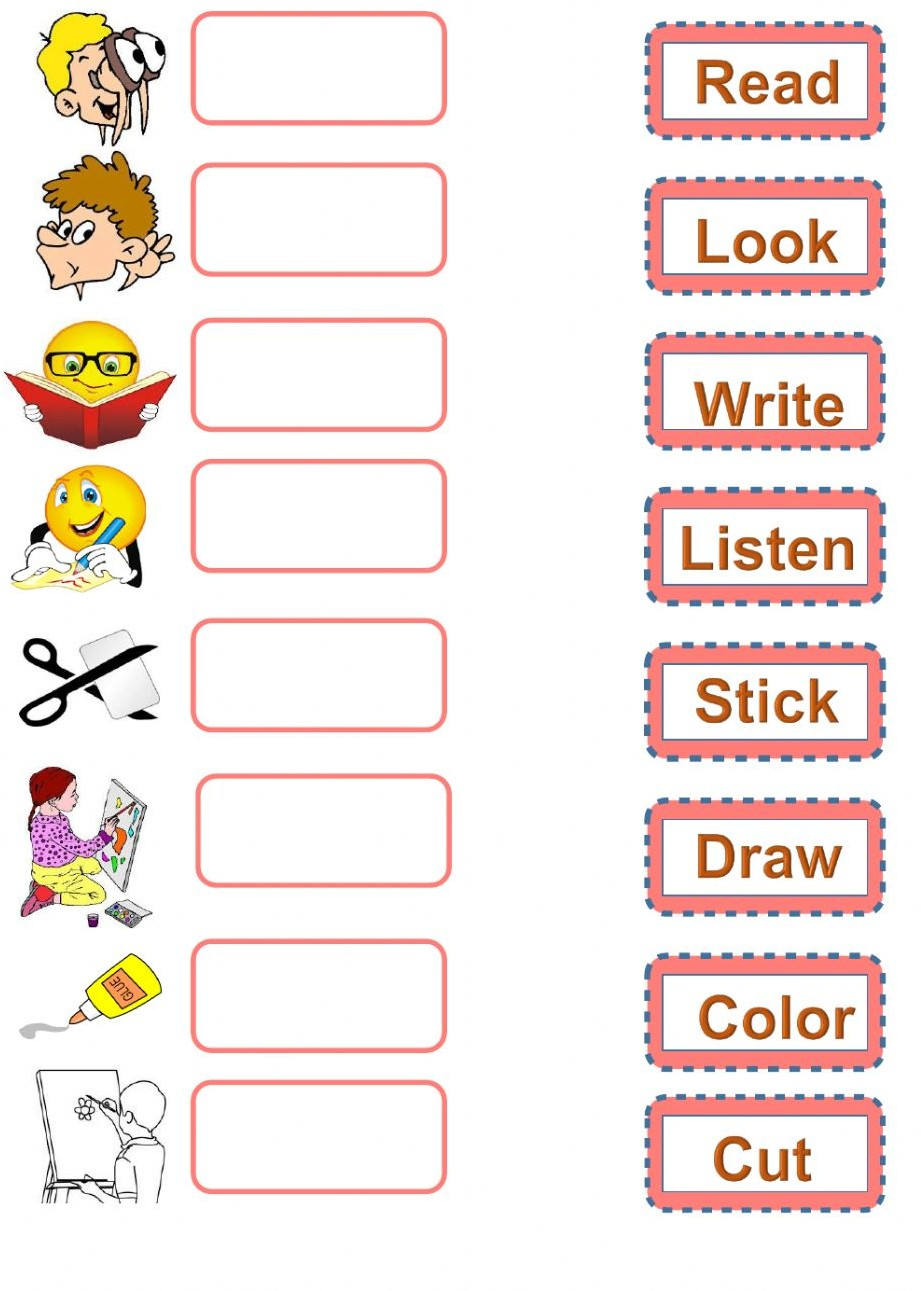 Read
Look
Write
Listen
Stick
Draw
GLUE
Color
Cut